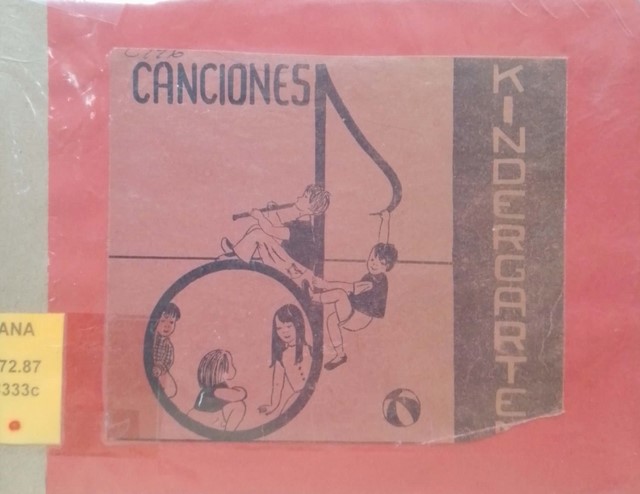 CANCIONES
KINDERGARTE
ANA
72.87
333c